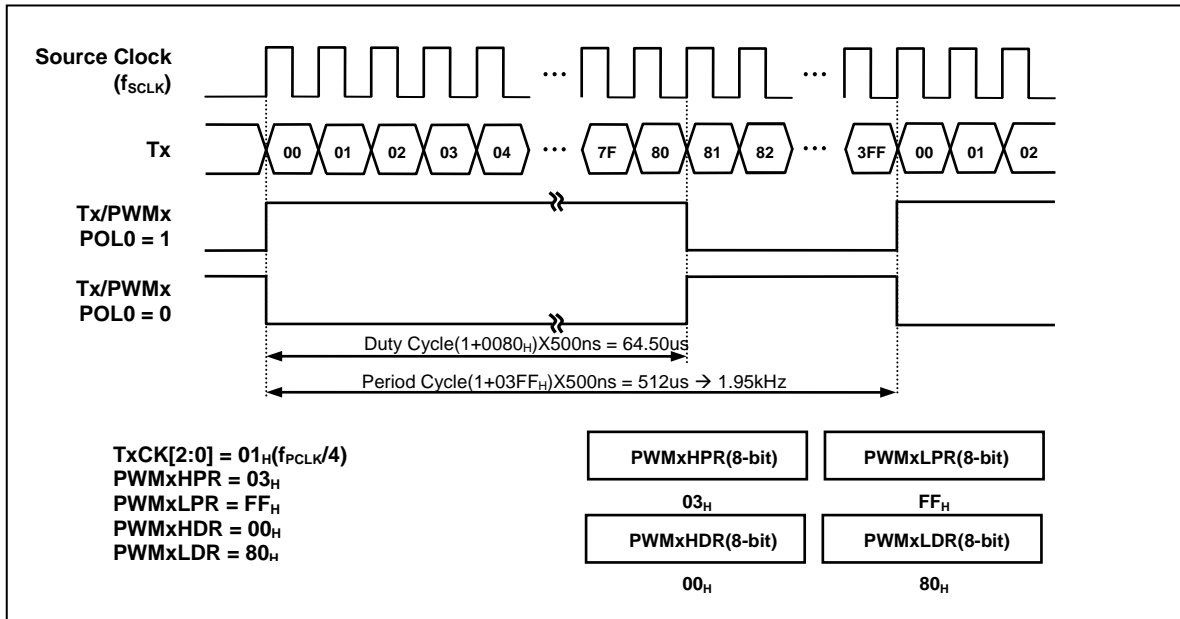 Source Clock
(fSCLK)
... ...
Tx 00 01 02 03 04 ... 7F 80 81 82 ... 3FF 00 01 02
Tx/PWMx
POL0 = 1
Tx/PWMx
POL0 = 0
Duty Cycle(1+0080H)X500ns = 64.50us
Period Cycle(1+03FFH)X500ns = 512us → 1.95kHz
TxCK[2:0] = 01H(fPCLK/4)
PWMxHPR = 03H
PWMxLPR = FFH
PWMxHDR = 00H
PWMxLDR = 80H
PWMxHPR(8-bit) PWMxLPR(8-bit)
03H FFH
PWMxHDR(8-bit) PWMxLDR(8-bit)
00H 80H